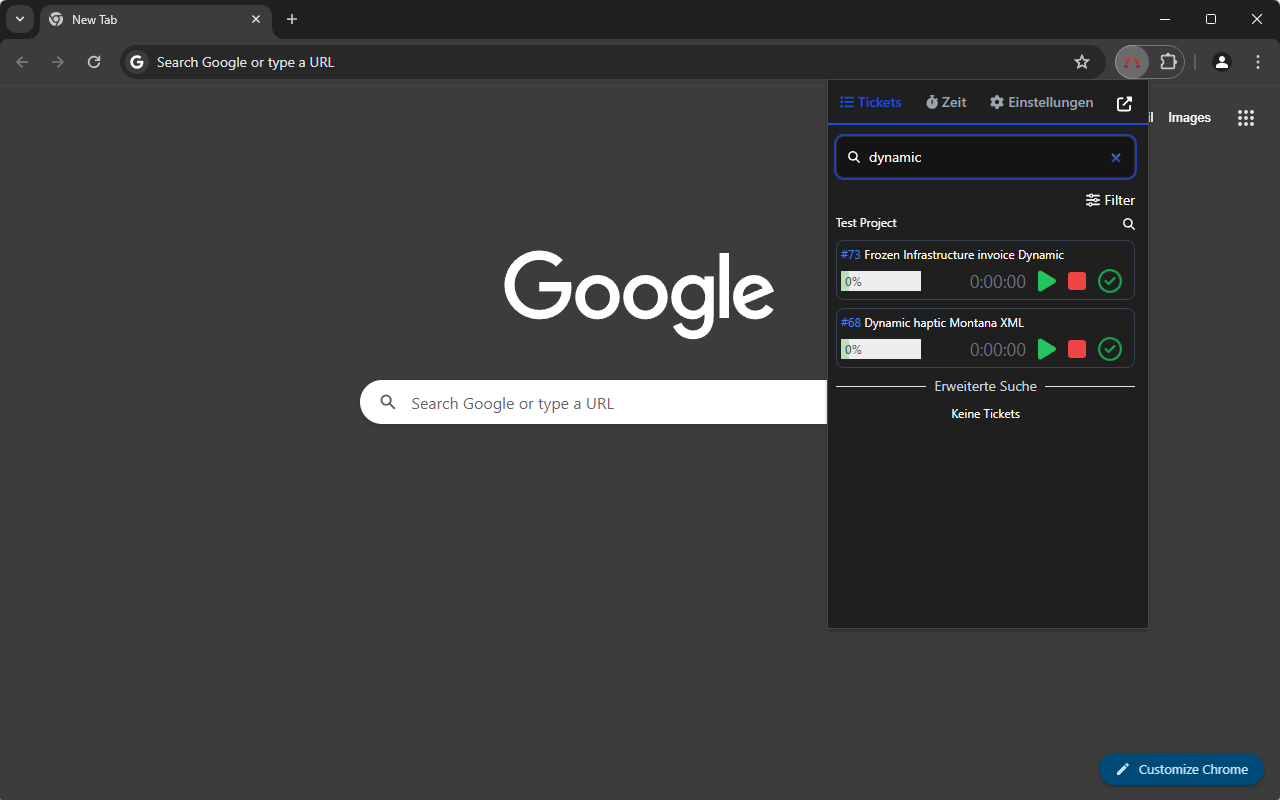 New Tab
Search Google or type a URL
Tickets Zeit Einstellungen
Images
dynamic
Filter
Test Project
#73 Frozen Infrastructure invoice Dynamic
0% 0:00:00
#68 Dynamic haptic Montana XML
0% 0:00:00
Erweiterte Suche
Keine Tickets
Google
Search Google or type a URL
Customize Chrome